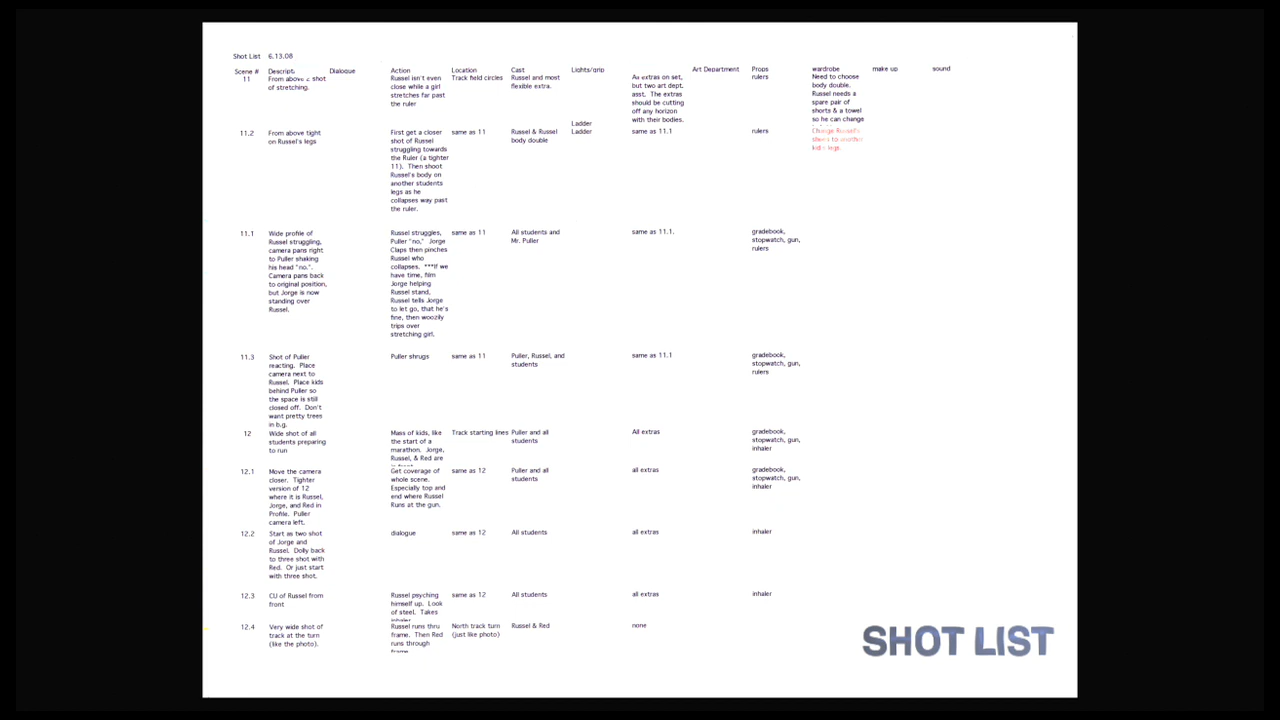 Shot List 6.13.08
Scene # Descript. Dialogue Action Location Cast Lights/grip Art Department Props wardrobe make up sound
11
From above 2 shot
of stretching.
Russel isn't even
close while a girl
stretches far past
the ruler
Track field circles
Russel and most
flexible extra.
Ladder
As extras on set,
but two art dept.
asst. The extras
should be cutting
off any horizon
with their bodies.
rulers
Need to choose
body double.
Russel needs a
spare pair of
shorts & a towel
so he can change
11.2
From above tight
on Russel's legs
First get a closer
shot of Russel
struggling towards
the Ruler (a tighter
11). Then shoot
Russel's body on
another students
legs as he
collapses way past
the ruler.
same as 11
Russel & Russel
body double
Ladder
same as 11.1
rulers
Change Russel's
shoes to another
kid's legs.
11.1
Wide profile of
Russel struggling,
camera pans right
to Puller shaking
his head "no.".
Camera pans back
to original position,
but Jorge is now
standing over
Russel.
Russel struggles,
Puller "no," Jorge
Claps then pinches
Russel who
collapses. ***If we
have time, film
Jorge helping
Russel stand,
Russel tells Jorge
to let go, that he's
fine, then woozily
trips over
stretching girl.
same as 11
All students and
Mr. Puller
same as 11.1.
gradebook,
stopwatch, gun,
rulers
11.3
Shot of Puller
reacting. Place
camera next to
Russel. Place kids
behind Puller so
the space is still
closed off. Don't
want pretty trees
in b.g.
Puller shrugs
same as 11
Puller, Russel, and
students
same as 11.1
gradebook,
stopwatch, gun,
rulers
12
Wide shot of all
students preparing
to run
Mass of kids, like
the start of a
marathon. Jorge,
Russel, & Red are
in front
Track starting lines
Puller and all
students
All extras
gradebook,
stopwatch, gun,
inhaler
12.1
Move the camera
closer. Tighter
version of 12
where it is Russel,
Jorge, and Red in
Profile. Puller
camera left.
Get coverage of
whole scene.
Especially top and
end where Russel
Runs at the gun.
same as 12
Puller and all
students
all extras
gradebook,
stopwatch, gun,
inhaler
12.2
Start as two shot
of Jorge and
Russel. Dolly back
to three shot with
Red. Or just start
with three shot.
dialogue
same as 12
All students
all extras
inhaler
12.3
CU of Russel from
front
Russel psyching
himself up. Look
of steel. Takes
inhaler
same as 12
All students
all extras
inhaler
12.4
Very wide shot of
track at the turn
(like the photo).
Russel runs thru
frame. Then Red
runs through
frame
North track turn
(just like photo)
Russel & Red
none
SHOT LIST